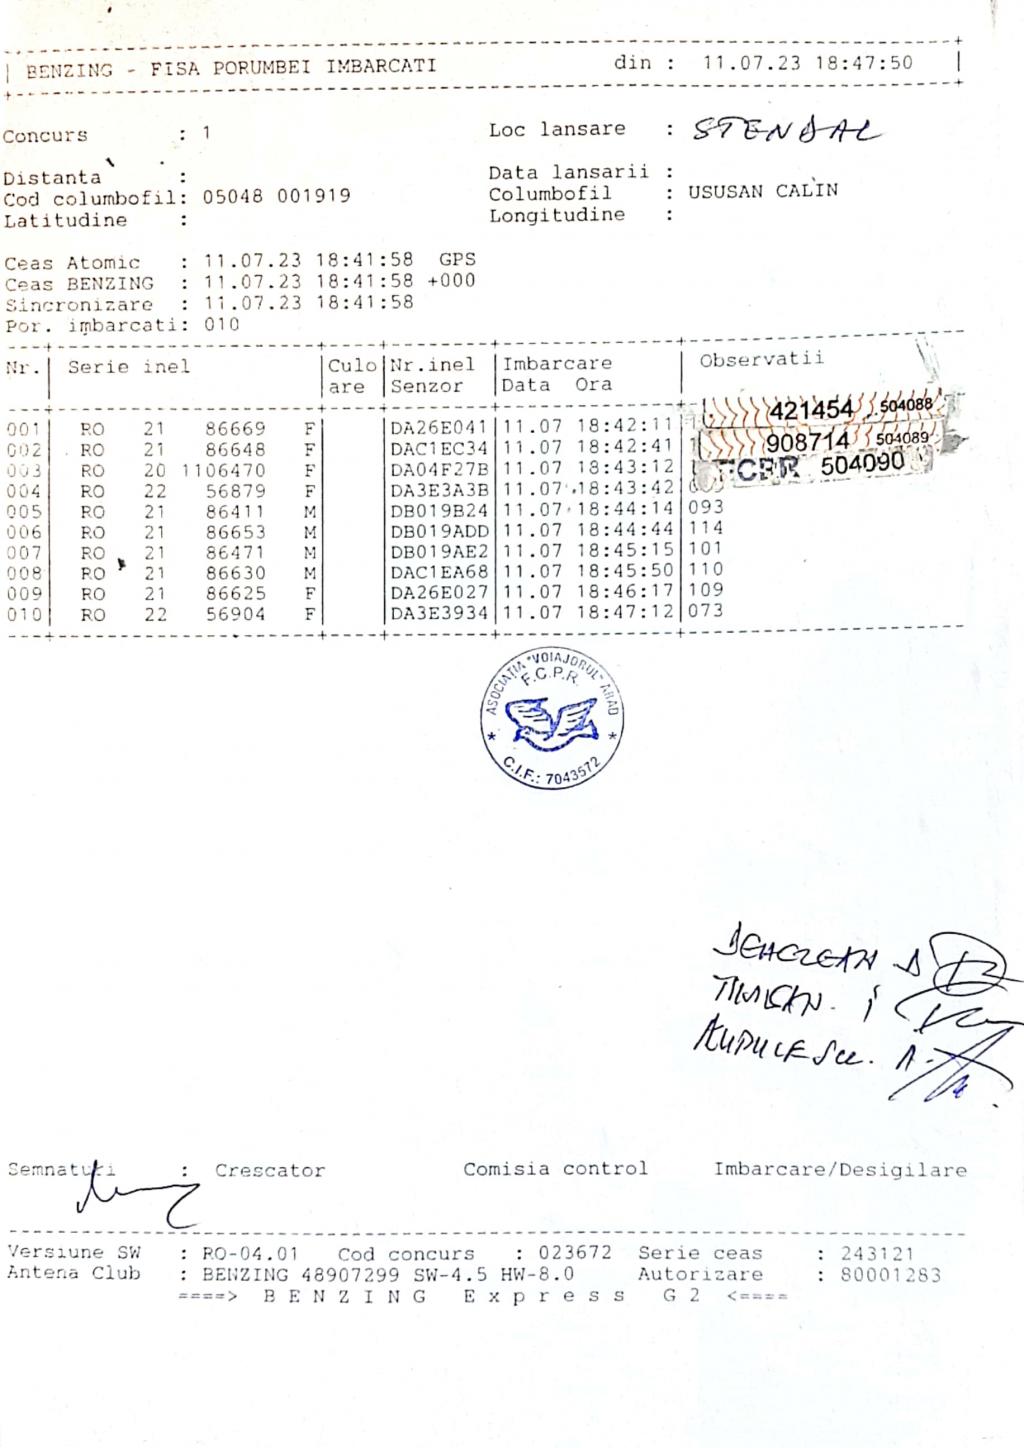 BENZING - FISA PORUMBEI IMBARCATI din : 11.07.23 18:47:50
Concurs : 1 Loc lansare : STENDAL
Distanta : Data lansarii :
Cod columbofil: 05048 001919 Columbofil : USUSAN CALIN
Latitudine : Longitudine :
Ceas Atomic : 11.07.23 18:41:58 GPS
Ceas BENZING : 11.07.23 18:41:58 +000
Sincronizare : 11.07.23 18:41:58
Por. imbarcati: 010
Nr. Serie inel Culo Nr.inel Imbarcare Observatii
are Senzor Data Ora
001 RO 21 86669 F DA26E041 11.07 18:42:11 421454 504088
002 RO 21 86648 F DAC1EC34 11.07 18:42:41 908714 504089
003 RO 20 1106470 F DA04F27B 11.07 18:43:12 FCPR 504090
004 RO 22 56879 F DA3E3A3B 11.07 18:43:42
005 RO 21 86411 M DB019B24 11.07 18:44:14 093
006 RO 21 86653 M DB019ADD 11.07 18:44:44 114
007 RO 21 86471 M DB019AE2 11.07 18:45:15 101
008 RO 21 86630 M DAC1EA68 11.07 18:45:50 110
009 RO 21 86625 F DA26E027 11.07 18:46:17 109
010 RO 22 56904 F DA3E3934 11.07 18:47:12 073
ASOCIATIA "VOIAJORUL" ARAD
F.C.P.R.
* C.I.F.: 7043572 *
Semnaturi : Crescator Comisia control Imbarcare/Desigilare
Versiune SW : RO-04.01 Cod concurs : 023672 Serie ceas : 243121
Antena Club : BENZING 48907299 SW-4.5 HW-8.0 Autorizare : 80001283
====> B E N Z I N G E x p r e s s G 2 <====